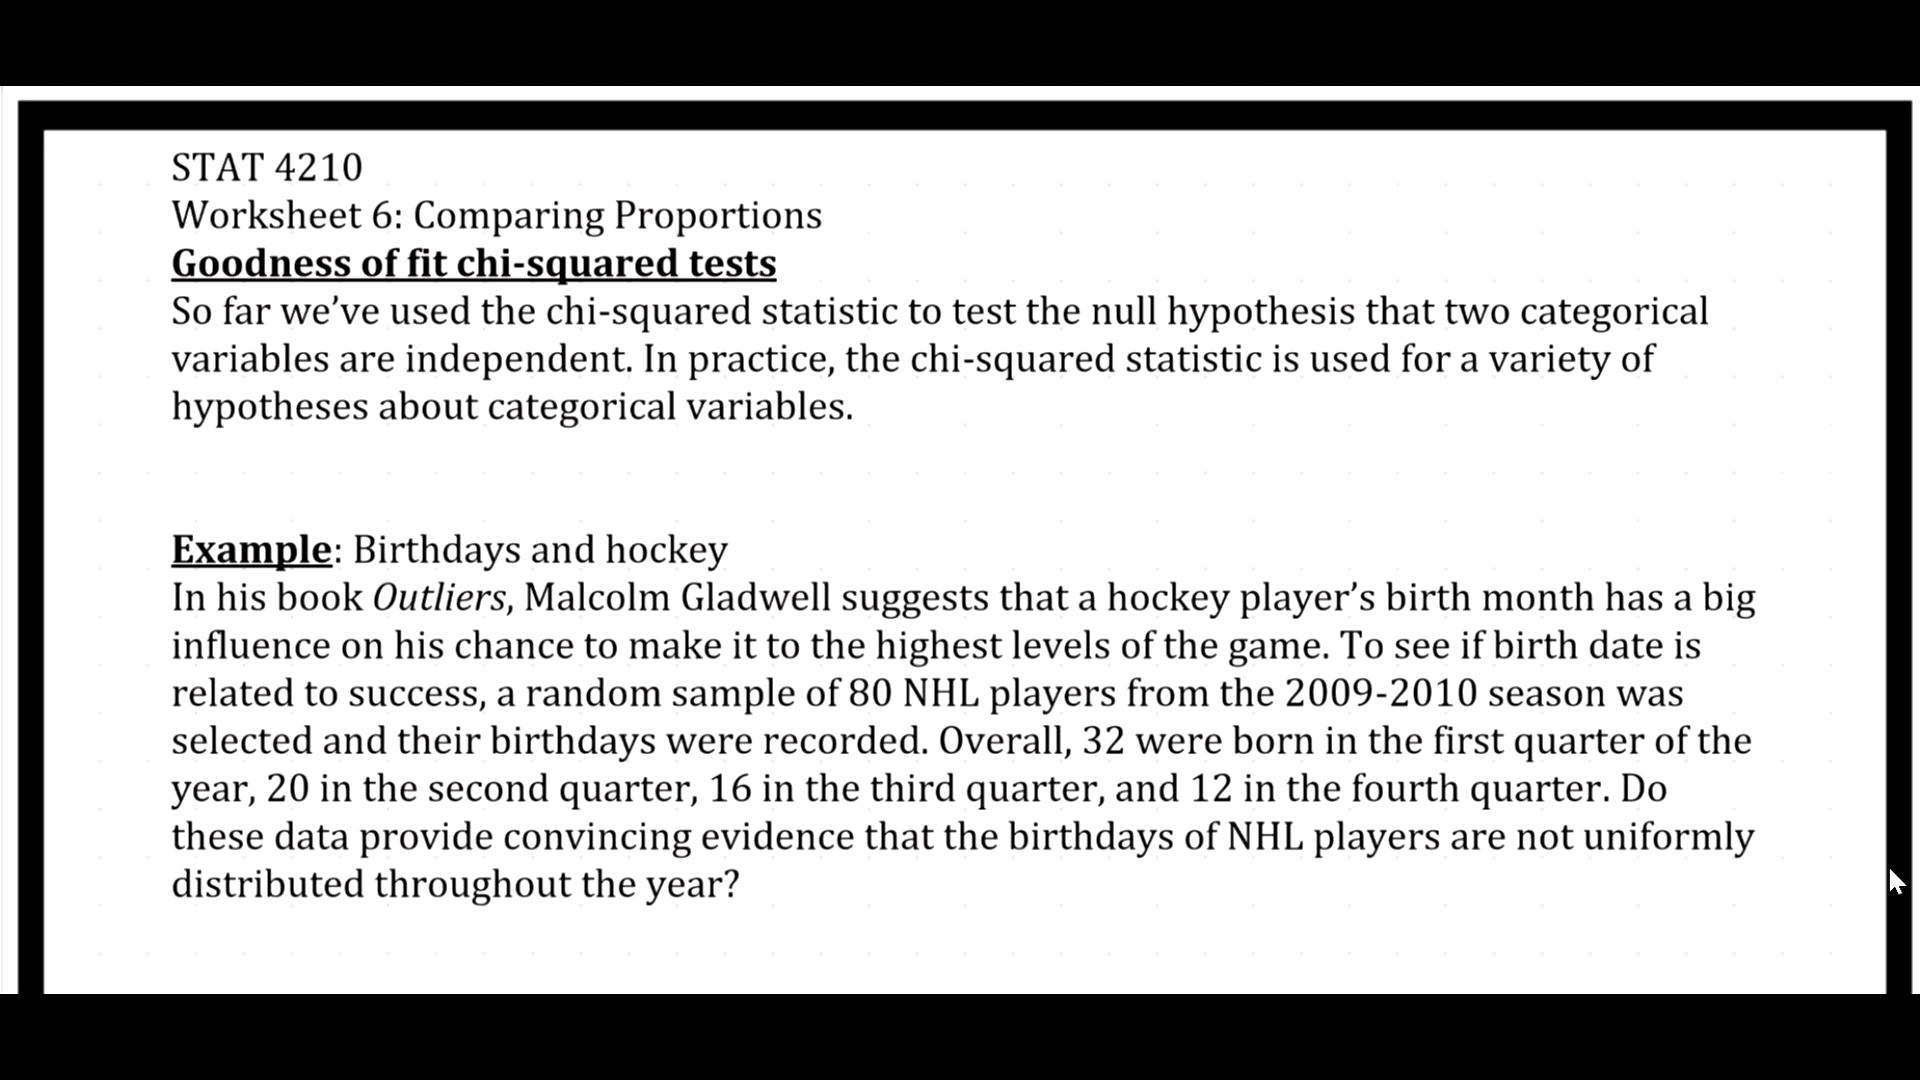 STAT 4210
Worksheet 6: Comparing Proportions
Goodness of fit chi-squared tests
So far we’ve used the chi-squared statistic to test the null hypothesis that two categorical
variables are independent. In practice, the chi-squared statistic is used for a variety of
hypotheses about categorical variables.
Example: Birthdays and hockey
In his book Outliers, Malcolm Gladwell suggests that a hockey player’s birth month has a big
influence on his chance to make it to the highest levels of the game. To see if birth date is
related to success, a random sample of 80 NHL players from the 2009-2010 season was
selected and their birthdays were recorded. Overall, 32 were born in the first quarter of the
year, 20 in the second quarter, 16 in the third quarter, and 12 in the fourth quarter. Do
these data provide convincing evidence that the birthdays of NHL players are not uniformly
distributed throughout the year?